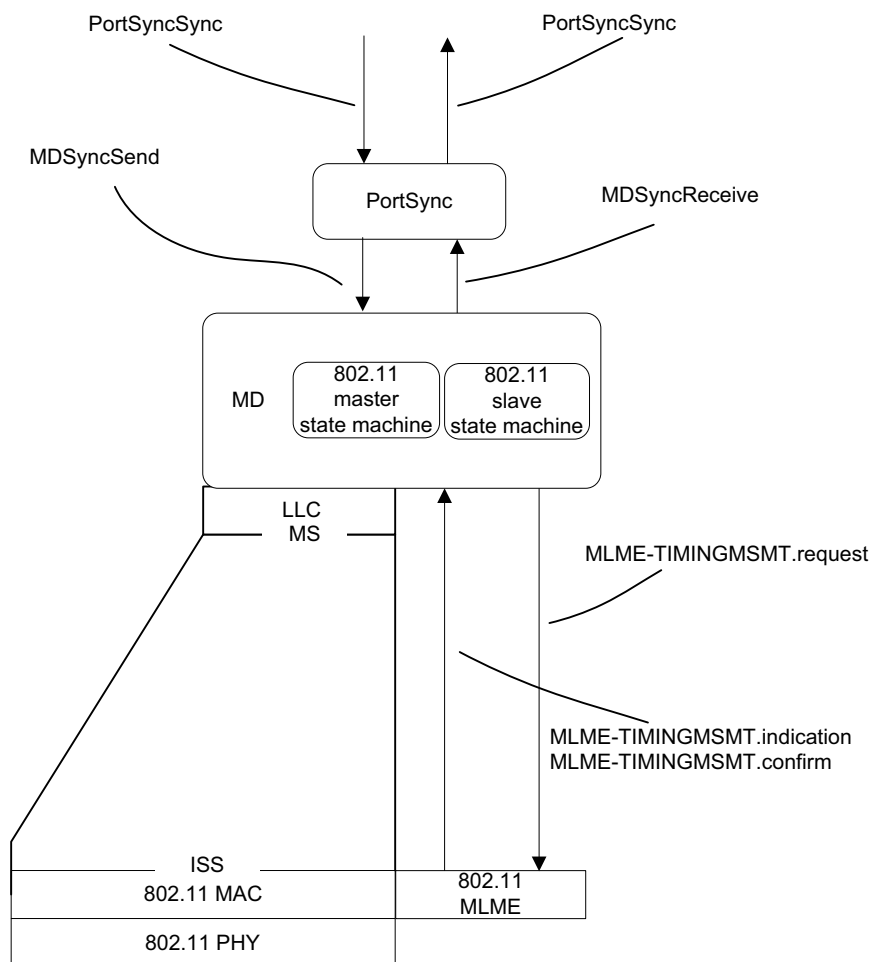 PortSyncSync
PortSyncSync
MDSyncSend
PortSync
MDSyncReceive
MD
802.11
master
state machine
802.11
slave
state machine
LLC
MS
MLME-TIMINGMSMT.request
MLME-TIMINGMSMT.indication
MLME-TIMINGMSMT.confirm
ISS
802.11 MAC
802.11
MLME
802.11 PHY